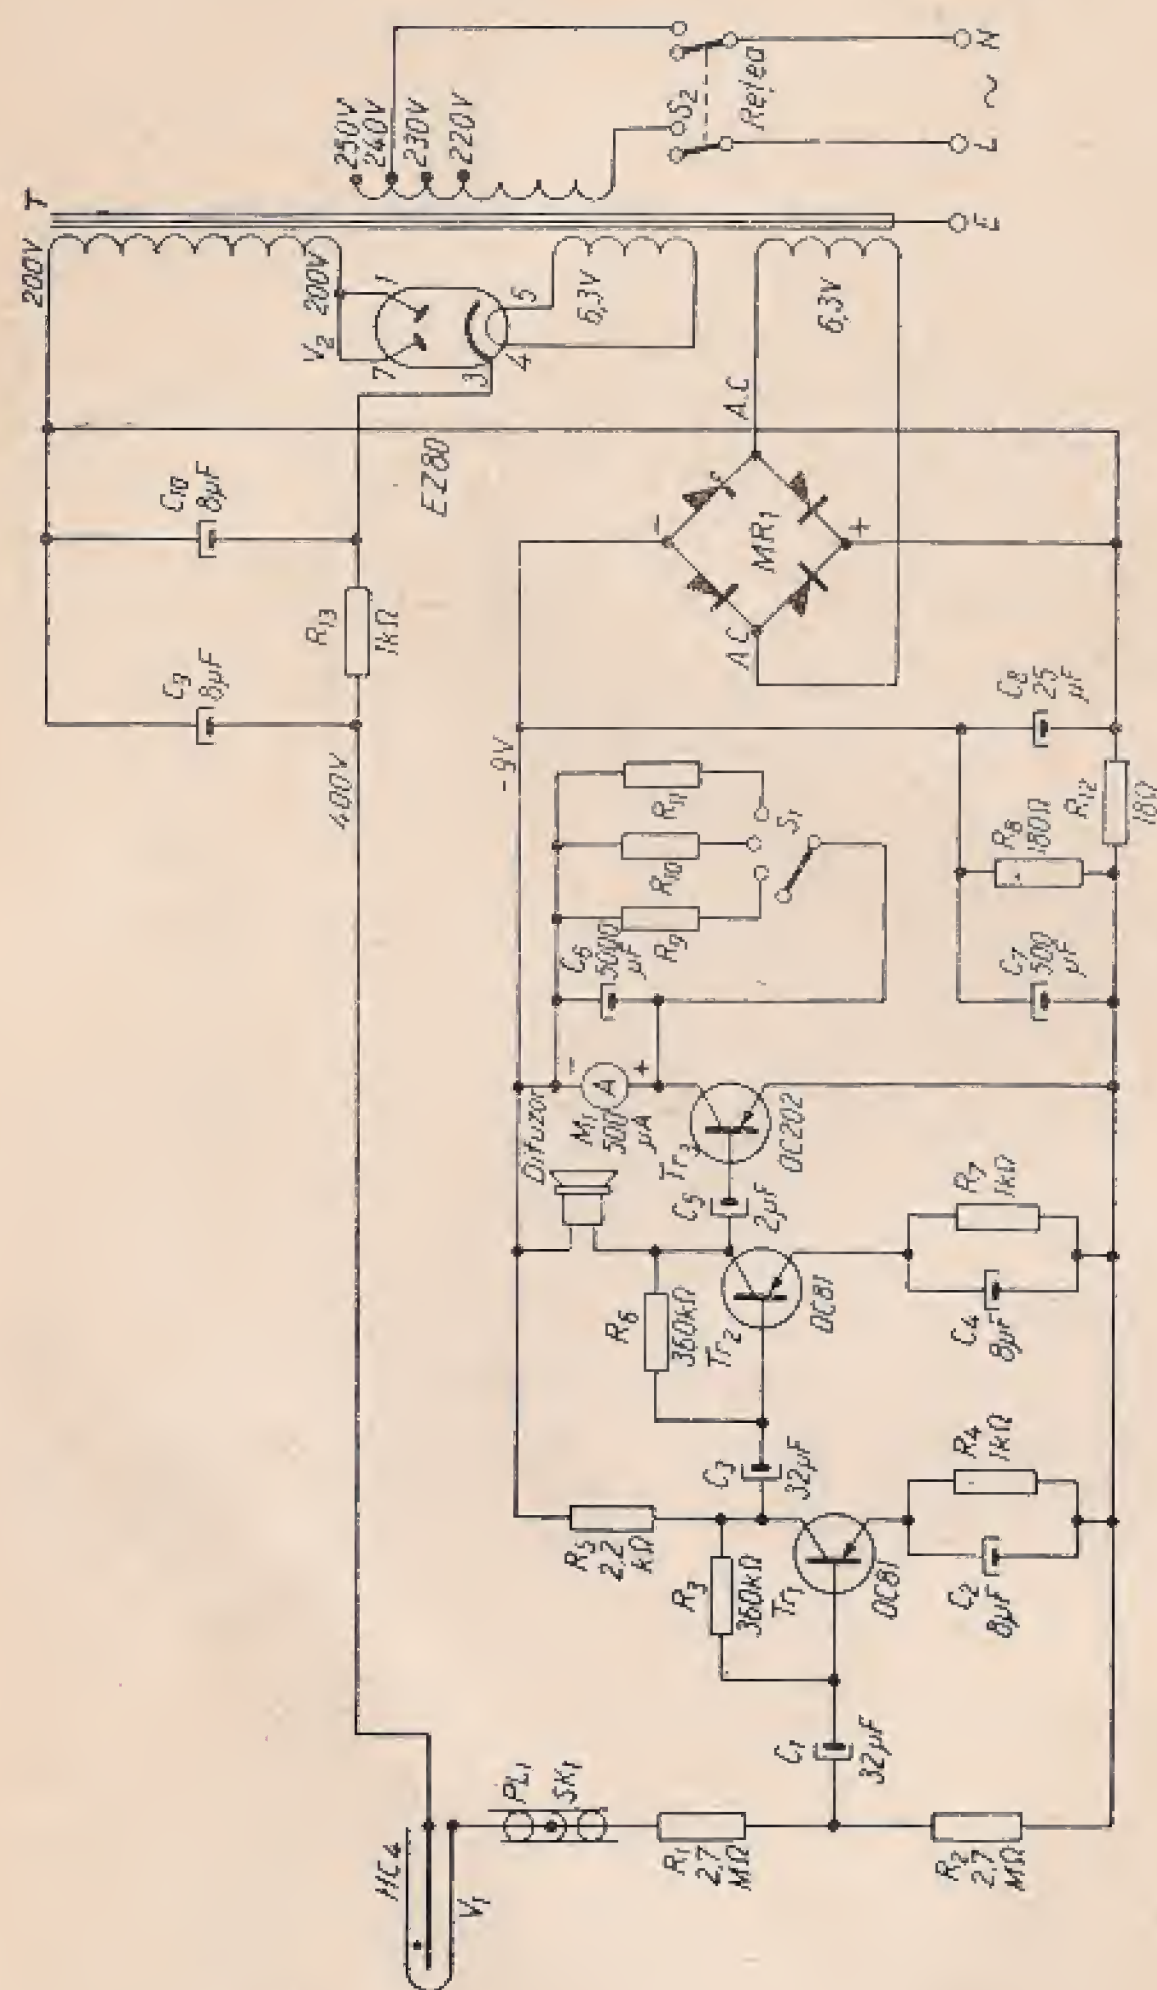 T
200V
250V
240V
230V
220V
S2
Reţea
N
~
L
E
V2
200V
1
7
3
4
5
6,3V
6,3V
EZ80
C10
8µF
C9
8µF
R13
1kΩ
400V
-9V
A.C
A.C
MR1
-
+
R11
R10
R9
S1
C8
25
µF
R12
18Ω
R8
180Ω
C7
500
µF
C6
5000
µF
Difuzor
M1
500
µA
A
-
+
Tr3
OC202
C5
2µF
R6
360kΩ
Tr2
OC81
R7
1kΩ
C4
8µF
C3
32µF
R5
2,2
kΩ
R3
360kΩ
Tr1
OC81
R4
1kΩ
C2
8µF
C1
32µF
PL1
SK1
R1
2,7
MΩ
R2
2,7
MΩ
V1